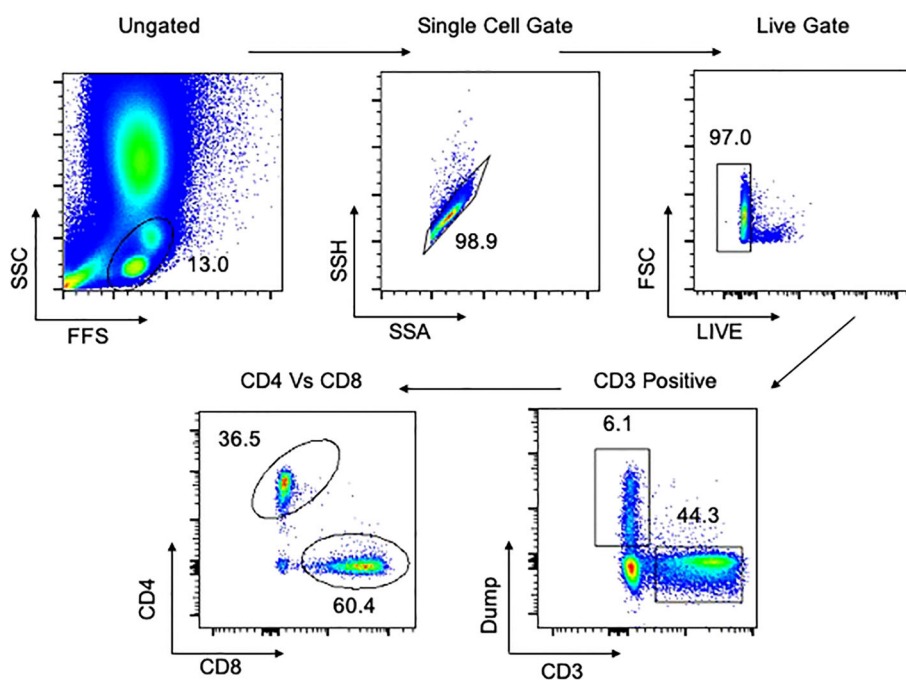 Ungated
Single Cell Gate
Live Gate
SSC
13.0
FFS
SSH
98.9
SSA
97.0
FSC
LIVE
CD4 Vs CD8
CD3 Positive
36.5
CD4
60.4
CD8
6.1
44.3
Dump
CD3